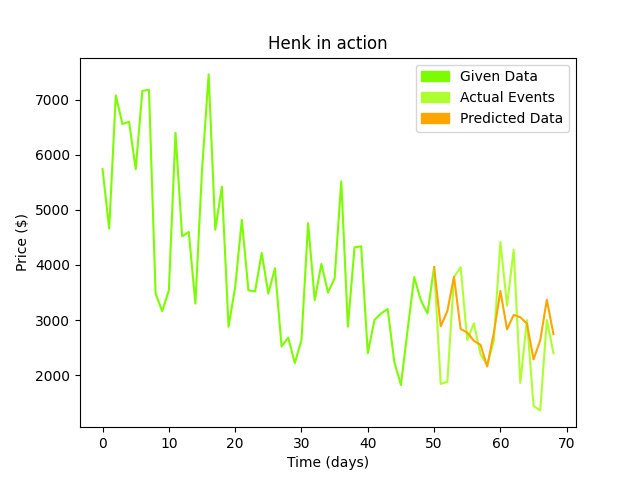 Henk in action
Given Data
Actual Events
Predicted Data
Price ($)
7000
6000
5000
4000
3000
2000
0 10 20 30 40 50 60 70
Time (days)